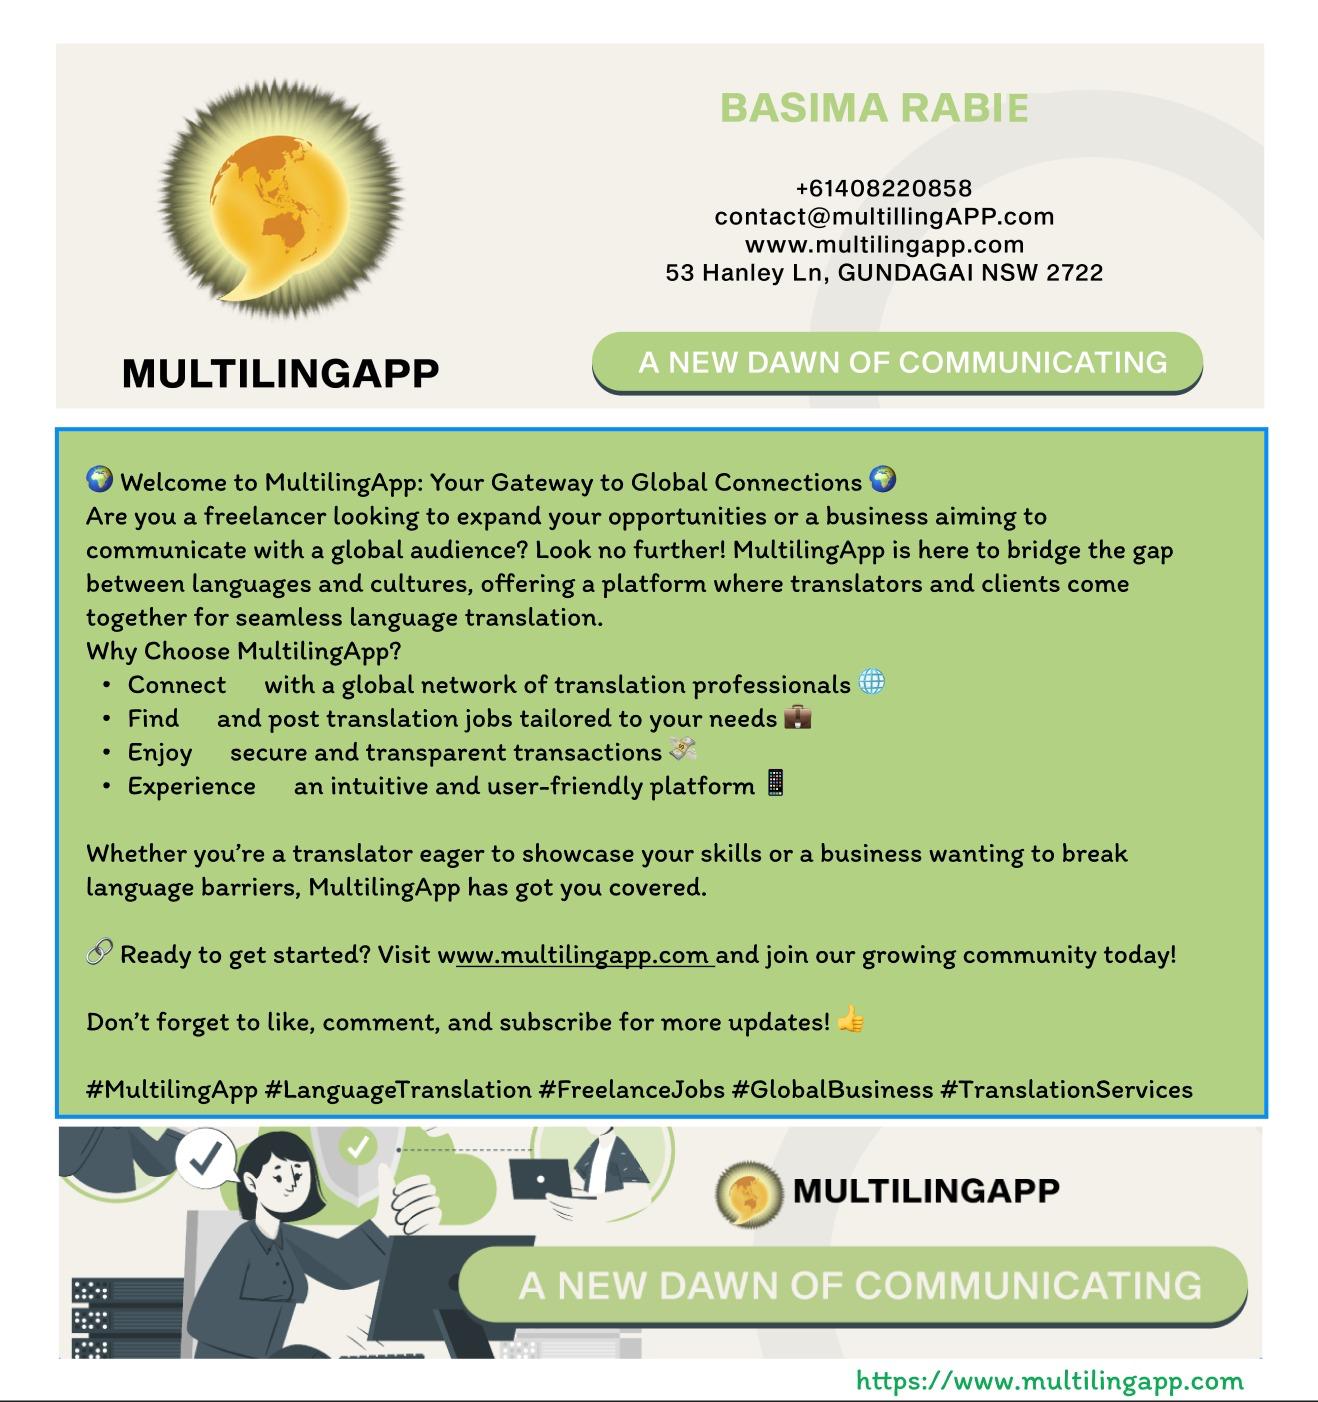 BASIMA RABIE
+61408220858
contact@multillingAPP.com
www.multilingapp.com
53 Hanley Ln, GUNDAGAI NSW 2722
MULTILINGAPP
A NEW DAWN OF COMMUNICATING
🌍 Welcome to MultilingApp: Your Gateway to Global Connections 🌍
Are you a freelancer looking to expand your opportunities or a business aiming to
communicate with a global audience? Look no further! MultilingApp is here to bridge the gap
between languages and cultures, offering a platform where translators and clients come
together for seamless language translation.
Why Choose MultilingApp?
• Connect with a global network of translation professionals 🌐
• Find and post translation jobs tailored to your needs 💼
• Enjoy secure and transparent transactions 💸
• Experience an intuitive and user-friendly platform 📱
Whether you’re a translator eager to showcase your skills or a business wanting to break
language barriers, MultilingApp has got you covered.
🔗 Ready to get started? Visit www.multilingapp.com and join our growing community today!
Don’t forget to like, comment, and subscribe for more updates! 👍
#MultilingApp #LanguageTranslation #FreelanceJobs #GlobalBusiness #TranslationServices
MULTILINGAPP
A NEW DAWN OF COMMUNICATING
https://www.multilingapp.com